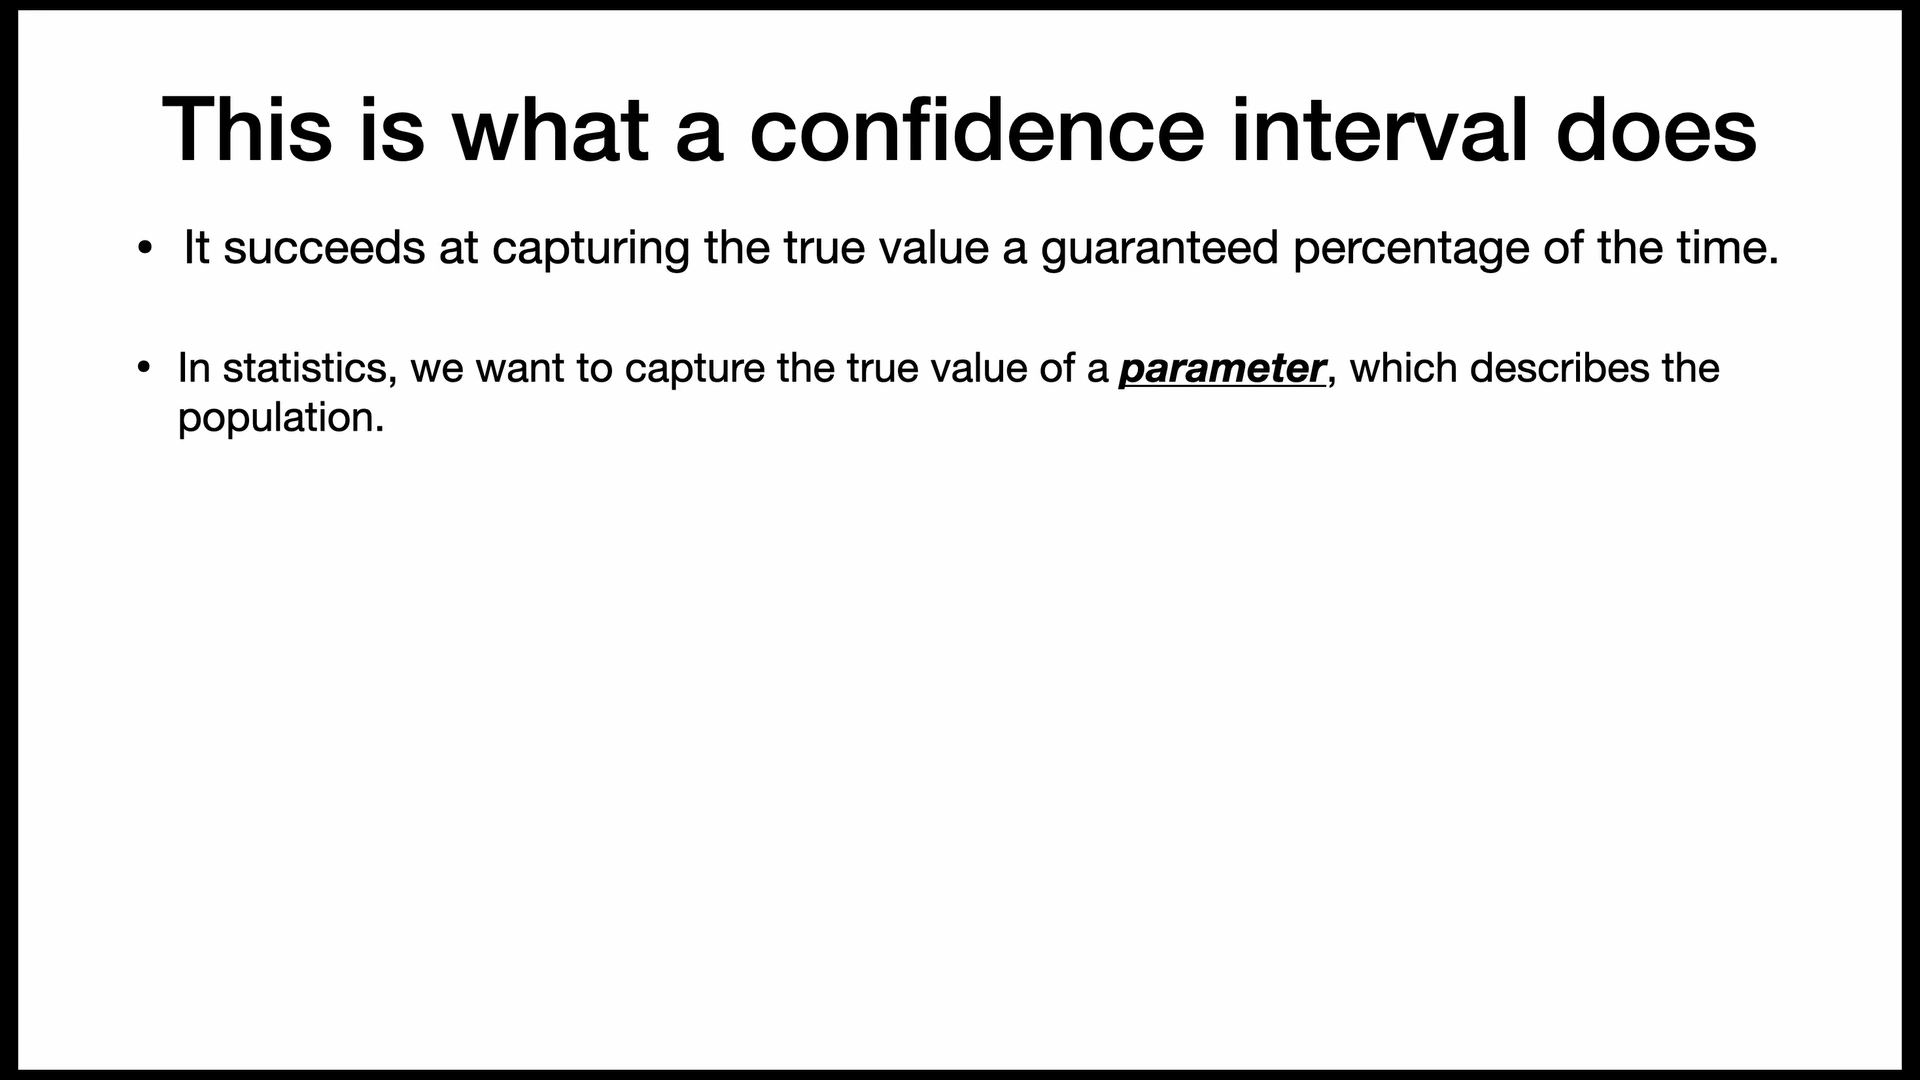 This is what a confidence interval does
• It succeeds at capturing the true value a guaranteed percentage of the time.
• In statistics, we want to capture the true value of a parameter, which describes the
population.